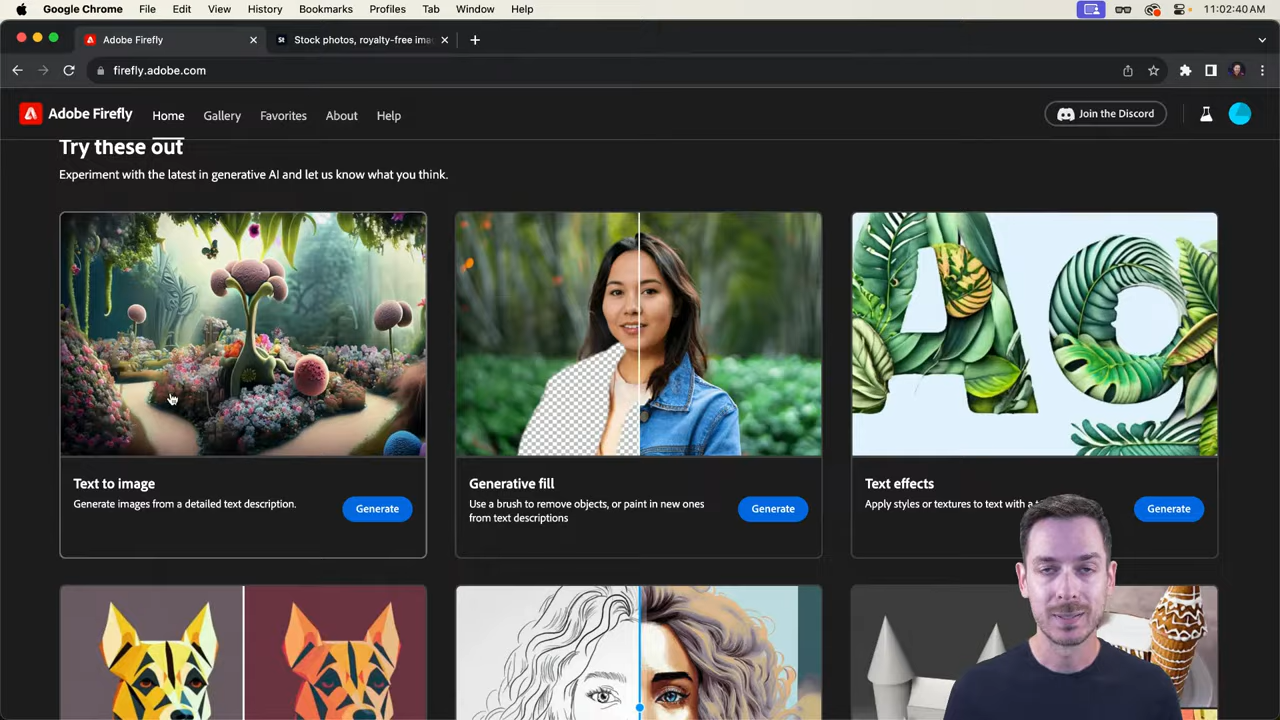 Google Chrome File Edit View History Bookmarks Profiles Tab Window Help 11:02:40 AM
Adobe Firefly
Stock photos, royalty-free ima
firefly.adobe.com
Adobe Firefly Home Gallery Favorites About Help Join the Discord
Try these out
Experiment with the latest in generative AI and let us know what you think.
Ag
Text to image
Generate images from a detailed text description.
Generate
Generative fill
Use a brush to remove objects, or paint in new ones
from text descriptions
Generate
Text effects
Apply styles or textures to text with a
Generate